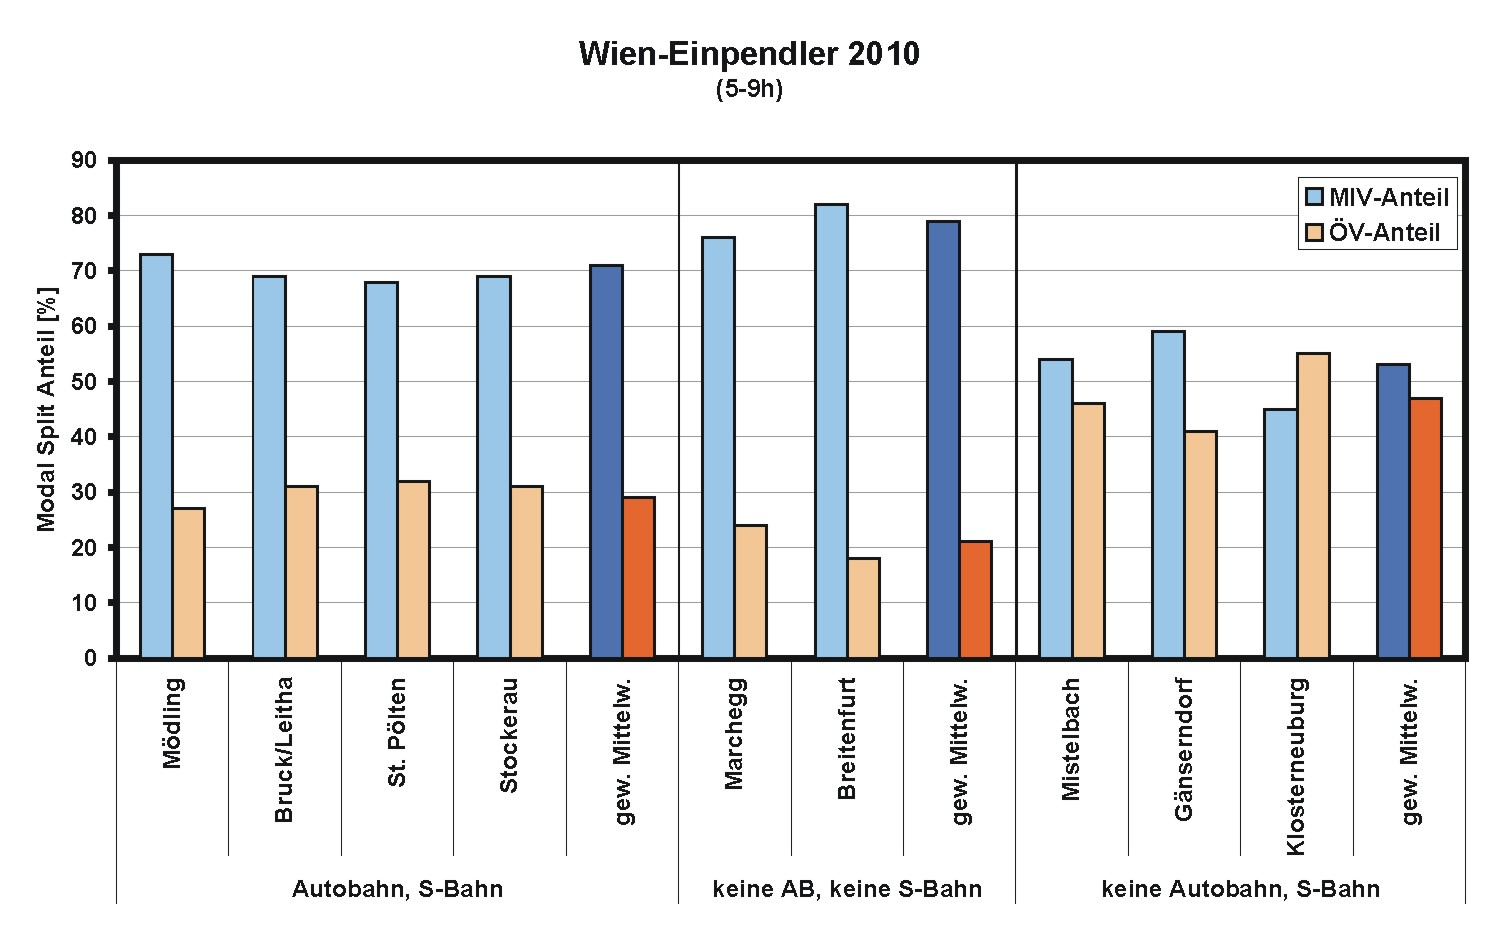 Wien-Einpendler 2010
(5-9h)
Modal Split Anteil [%]
90
80
70
60
50
40
30
20
10
0
MIV-Anteil
ÖV-Anteil
Mödling
Bruck/Leitha
St. Pölten
Stockerau
gew. Mittelw.
Marchegg
Breitenfurt
gew. Mittelw.
Mistelbach
Gänserndorf
Klosterneuburg
gew. Mittelw.
Autobahn, S-Bahn
keine AB, keine S-Bahn
keine Autobahn, S-Bahn